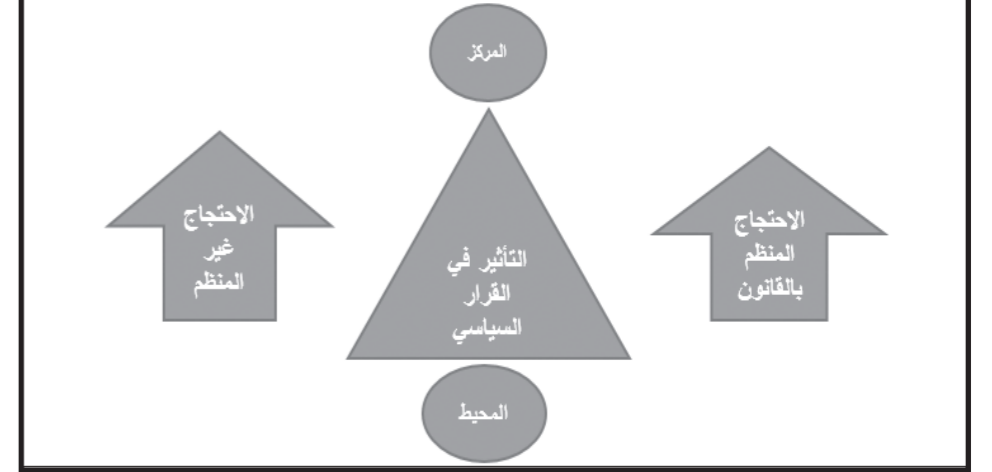 المركز
الاحتجاج
المنظم
بالقانون
التأثير في
القرار
السياسي
الاحتجاج
غير
المنظم
المحيط